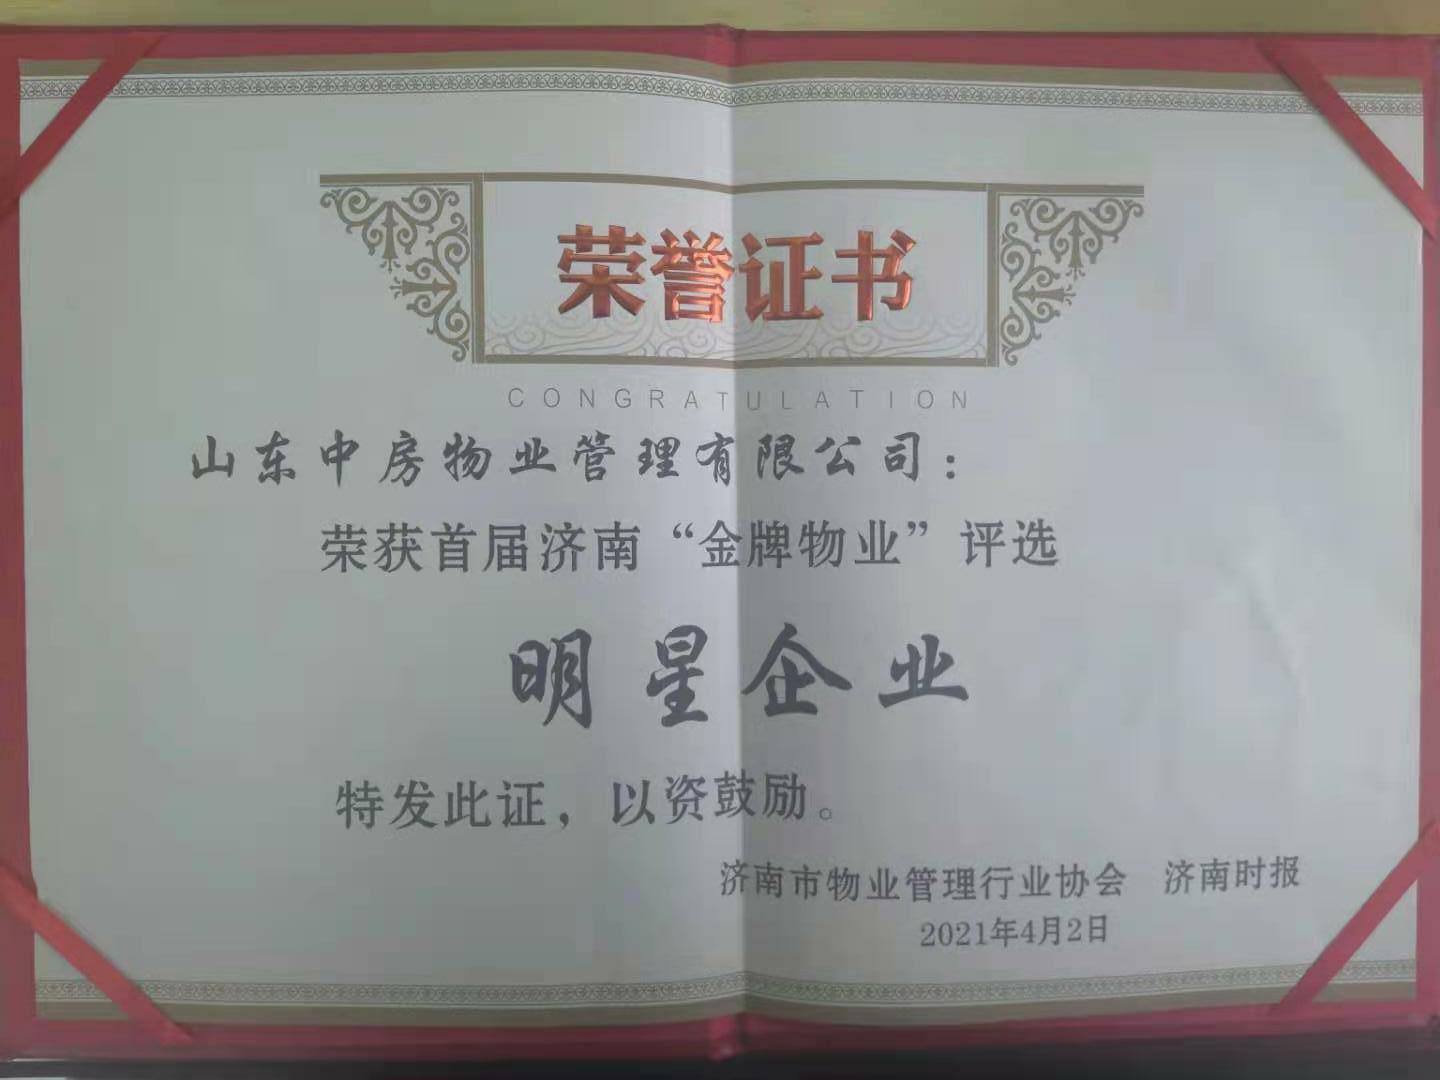 荣誉证书
CONGRATULATION
山东中房物业管理有限公司：
荣获首届济南“金牌物业”评选
明星企业
特发此证，以资鼓励。
济南市物业管理行业协会 济南时报
2021年4月2日